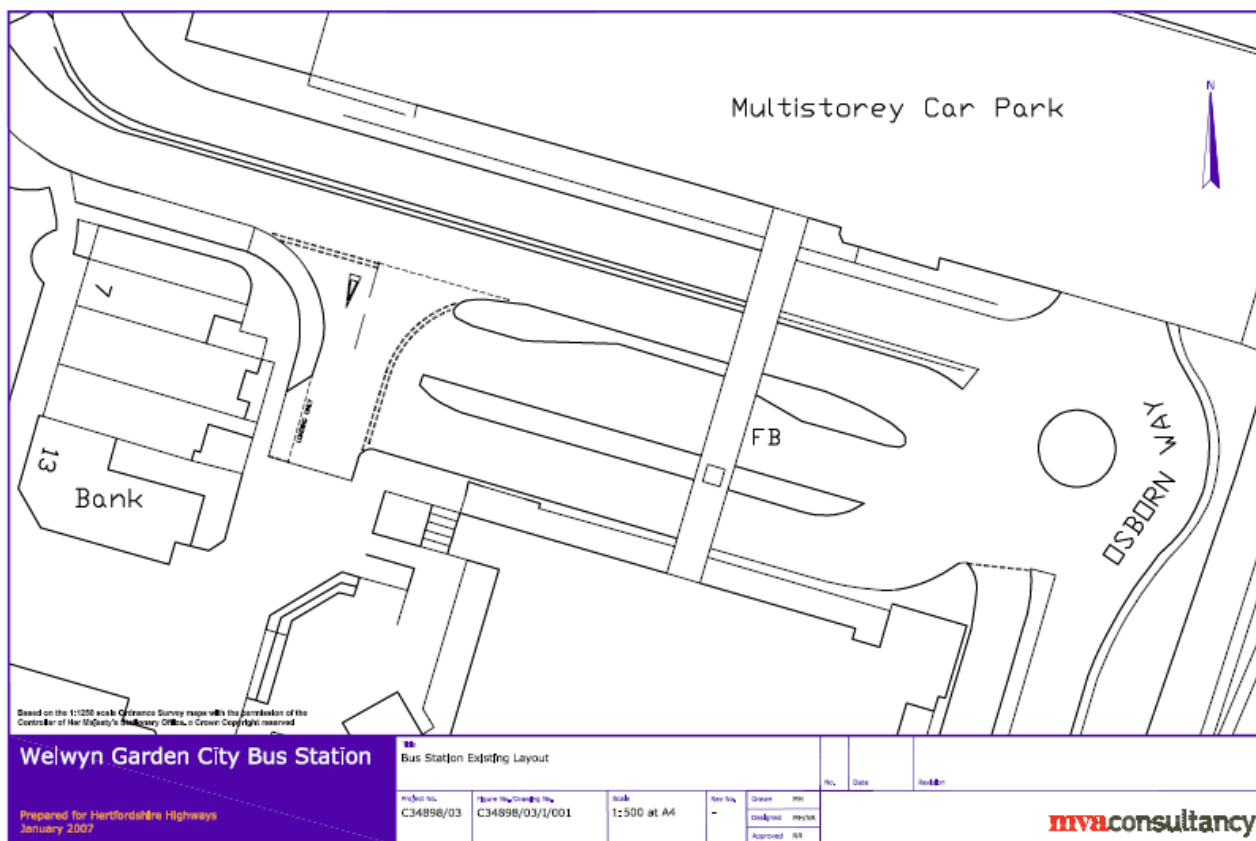 N
Multistorey Car Park
7
LOADING ONLY
FB
OSBORN WAY
13
Bank
Based on the 1:1250 scale Ordnance Survey maps with the permission of the
Controller of Her Majesty's Stationery Office. © Crown Copyright reserved
Welwyn Garden City Bus Station
Prepared for Hertfordshire Highways
January 2007
Title
Bus Station Existing Layout
Project No.
C34898/03
Figure No./Drawing No.
C34898/03/I/001
Scale
1:500 at A4
Rev No.
-
Drawn
Designed
Approved
No.
Date
Revision
mvaconsultancy